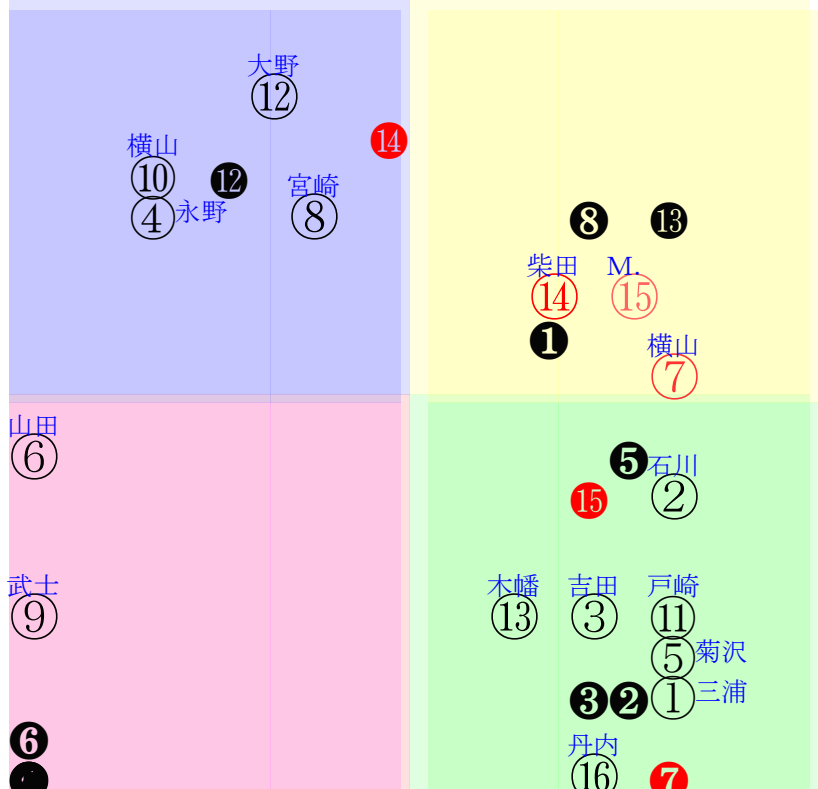 大野
⑫
⓮
横山
⑩
⓬
宮崎
④
永野
⑧
❽
⓭
柴田
M.
⑭
⑮
❶
横山
⑦
山田
⑥
❺
石川
②
⓯
武士
⑨
木幡
吉田
戸崎
⑬
③
⑪
⑤
菊沢
❸
❷
①
三浦
❻
丹内
⑯
❼